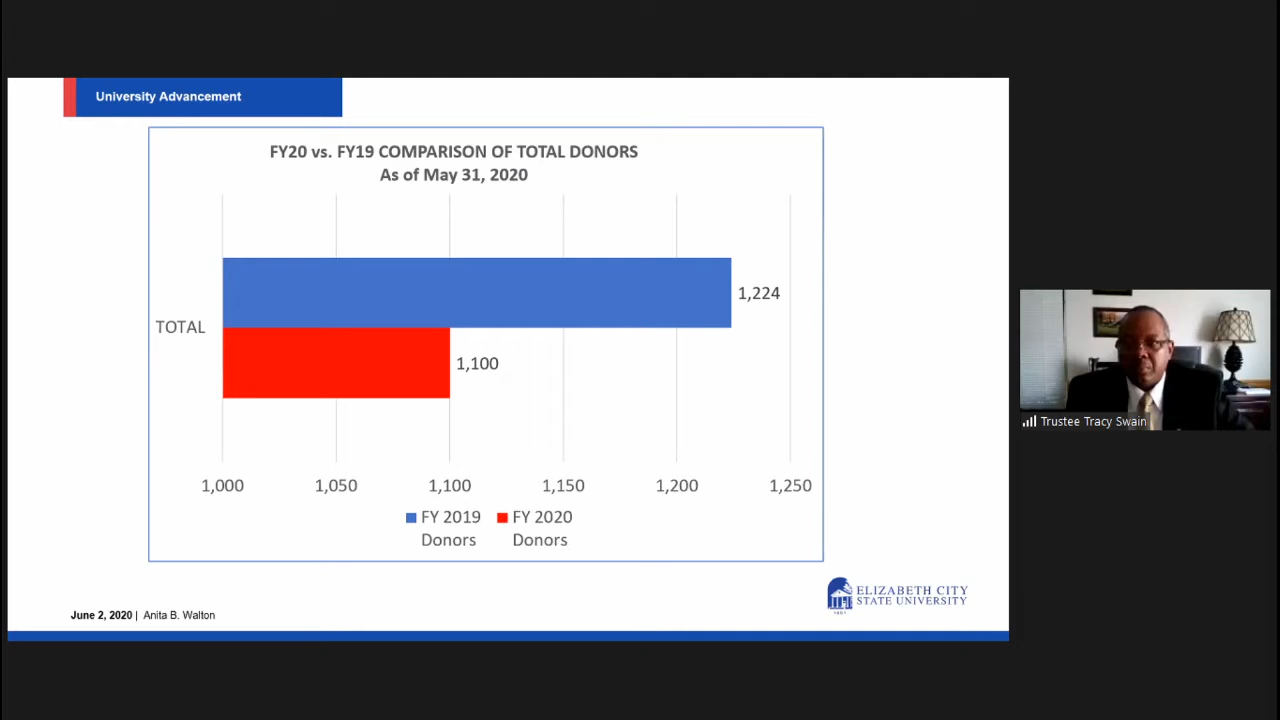 University Advancement
FY20 vs. FY19 COMPARISON OF TOTAL DONORS
As of May 31, 2020
1,224
TOTAL
1,100
1,000 1,050 1,100 1,150 1,200 1,250
FY 2019 Donors
FY 2020 Donors
ELIZABETH CITY
STATE UNIVERSITY
1891
June 2, 2020 | Anita B. Walton
Trustee Tracy Swain